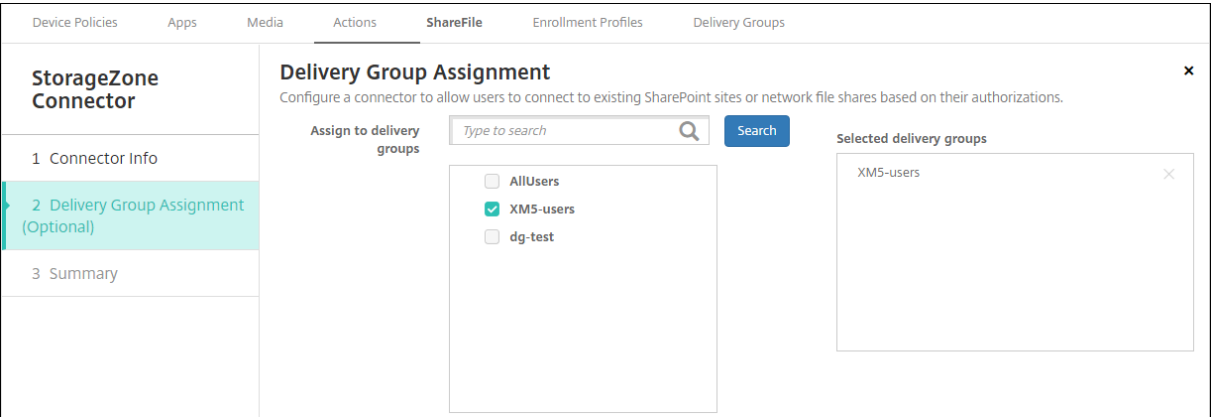 Device Policies Apps Media Actions ShareFile Enrollment Profiles Delivery Groups
StorageZone
Connector
1 Connector Info
2 Delivery Group Assignment
(Optional)
3 Summary
Delivery Group Assignment
Configure a connector to allow users to connect to existing SharePoint sites or network file shares based on their authorizations.
Assign to delivery
groups
Type to search
Search
AllUsers
XM5-users
dg-test
Selected delivery groups
XM5-users